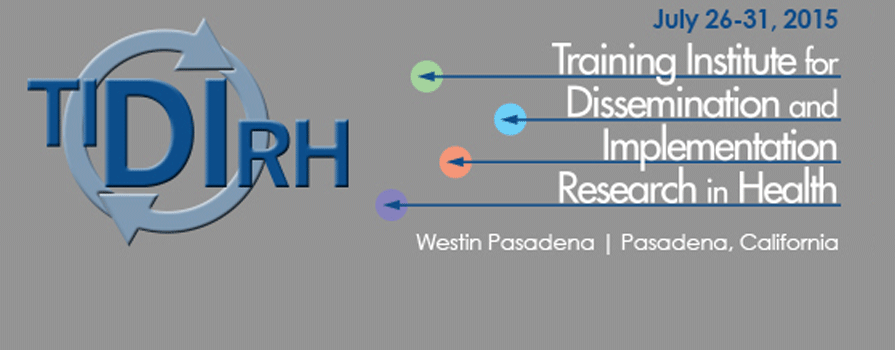 TIDIRH
July 26-31, 2015
Training Institute for
Dissemination and
Implementation
Research in Health
Westin Pasadena | Pasadena, California